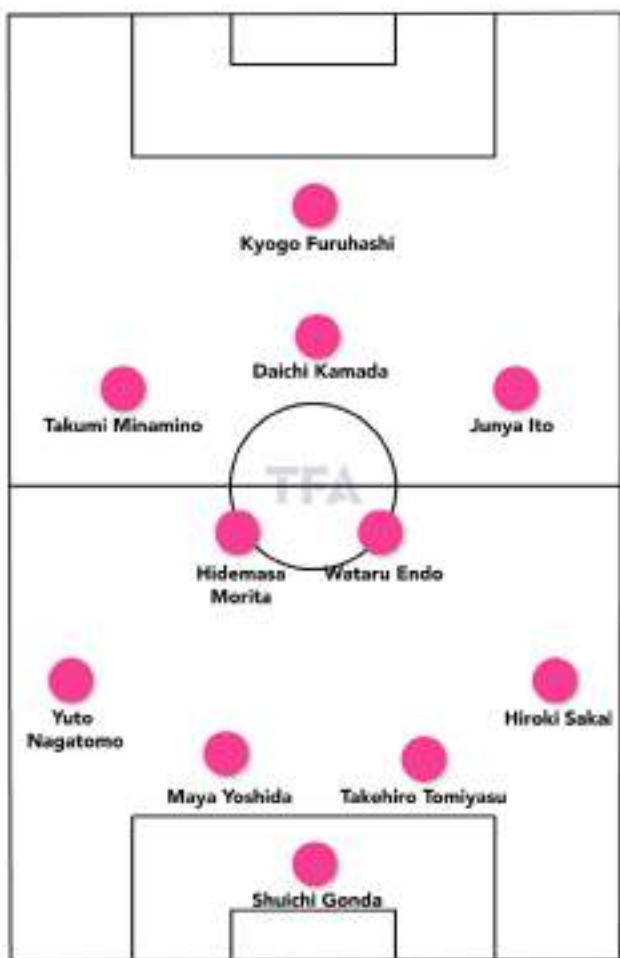 Kyogo Furuhashi
Daichi Kamada
Takumi Minamino
Junya Ito
TFA
Hidemasa
Morita
Wataru Endo
Yuto
Nagatomo
Hiroki Sakai
Maya Yoshida
Takehiro Tomiyasu
Shuichi Gonda